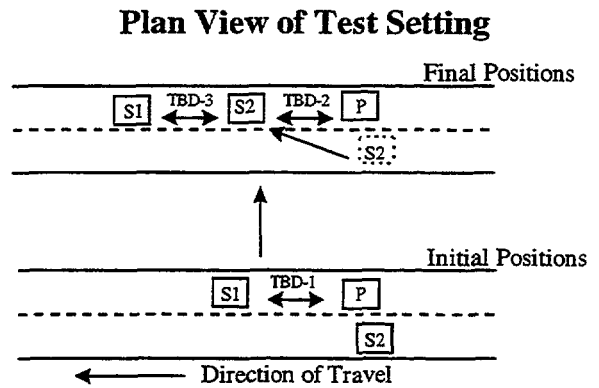 Plan View of Test Setting
Final Positions
S1 TBD-3 S2 TBD-2 P
S2
Initial Positions
S1 TBD-1 P
S2
Direction of Travel